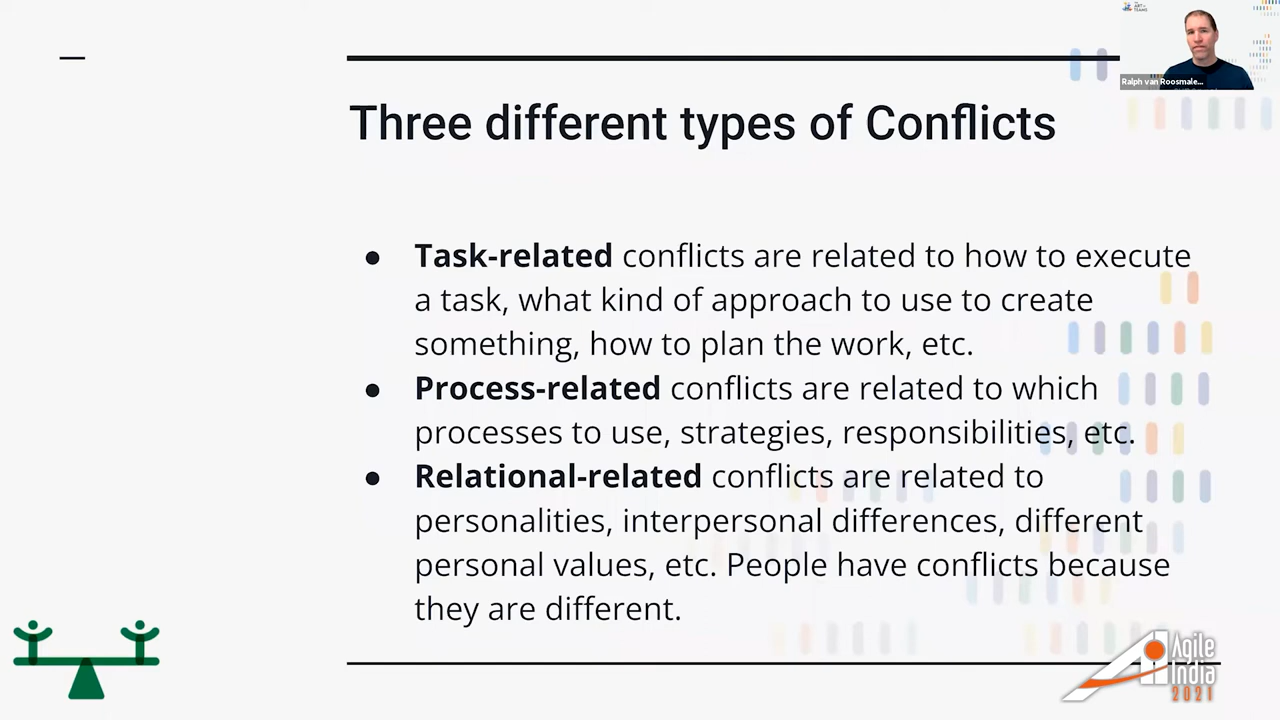 ART of
TEAMS
Ralph van Roosmale...
Three different types of Conflicts
● Task-related conflicts are related to how to execute
a task, what kind of approach to use to create
something, how to plan the work, etc.
● Process-related conflicts are related to which
processes to use, strategies, responsibilities, etc.
● Relational-related conflicts are related to
personalities, interpersonal differences, different
personal values, etc. People have conflicts because
they are different.
Agile
India
2021